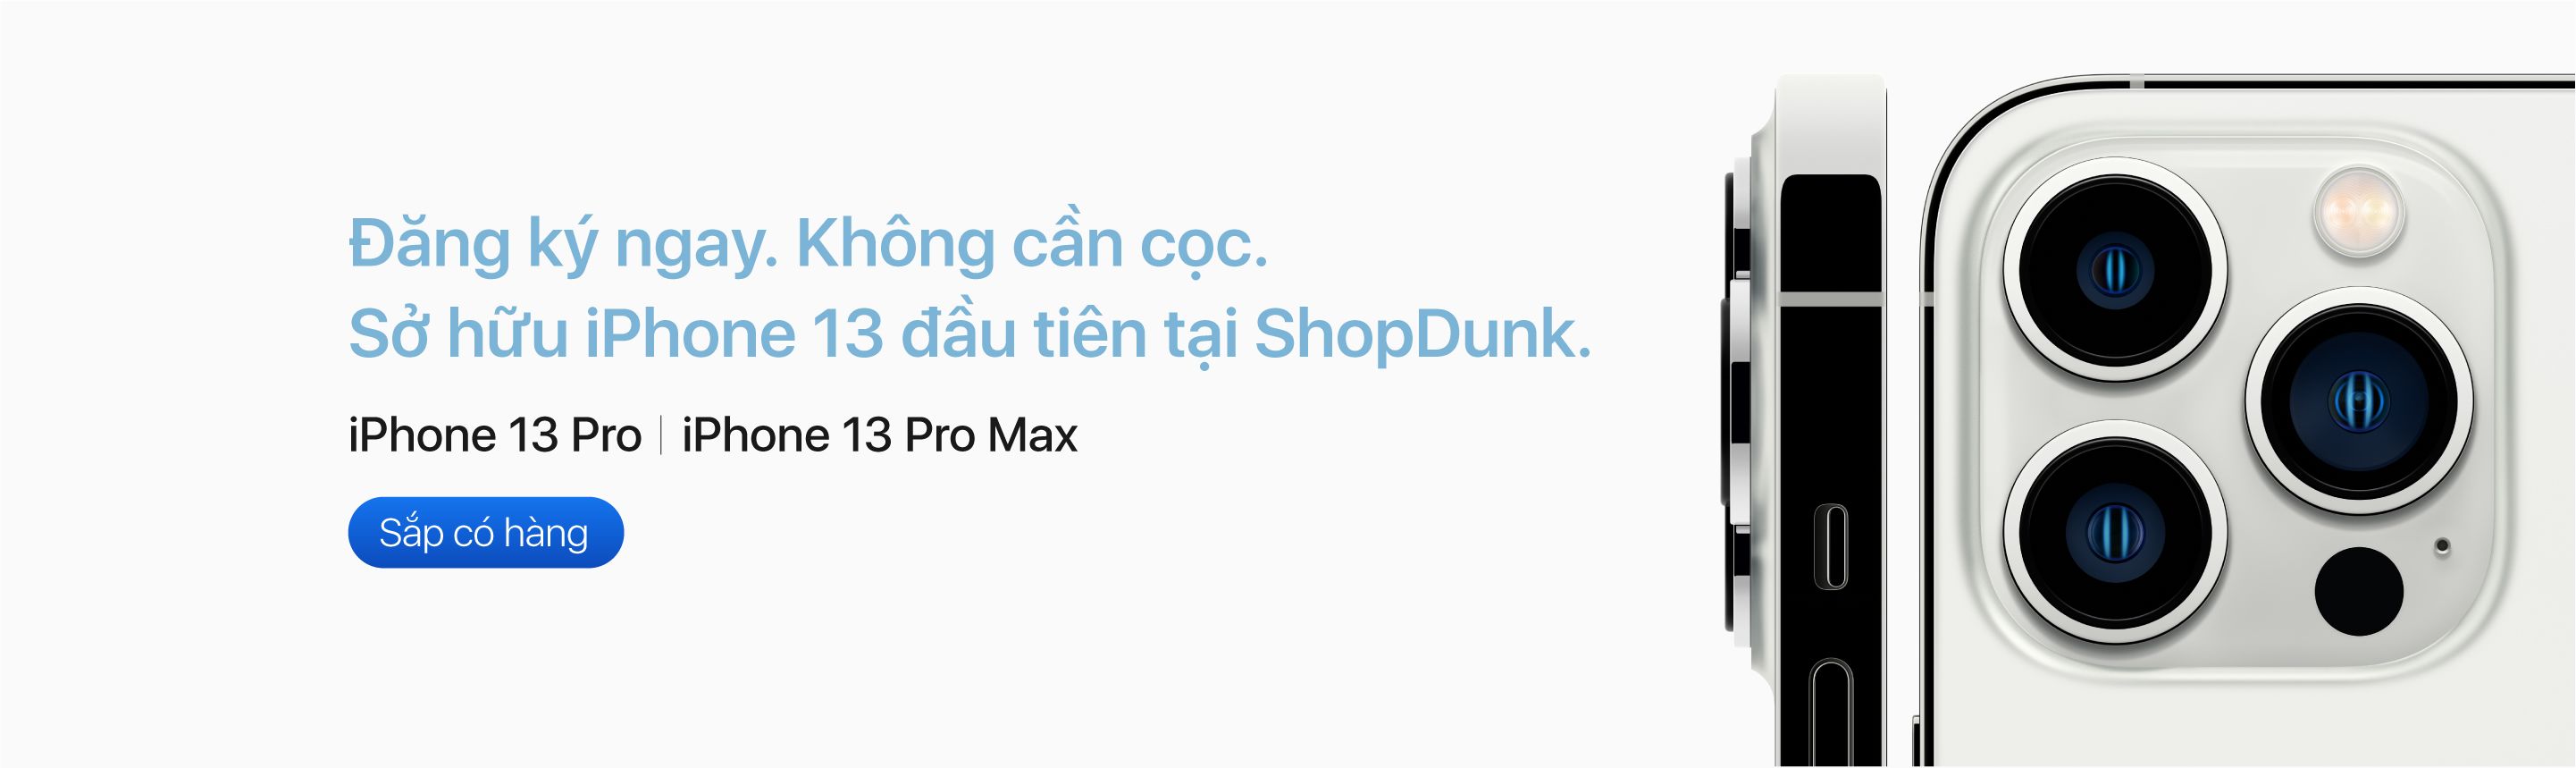 Đăng ký ngay. Không cần cọc.
Sở hữu iPhone 13 đầu tiên tại ShopDunk.
iPhone 13 Pro | iPhone 13 Pro Max
Sắp có hàng